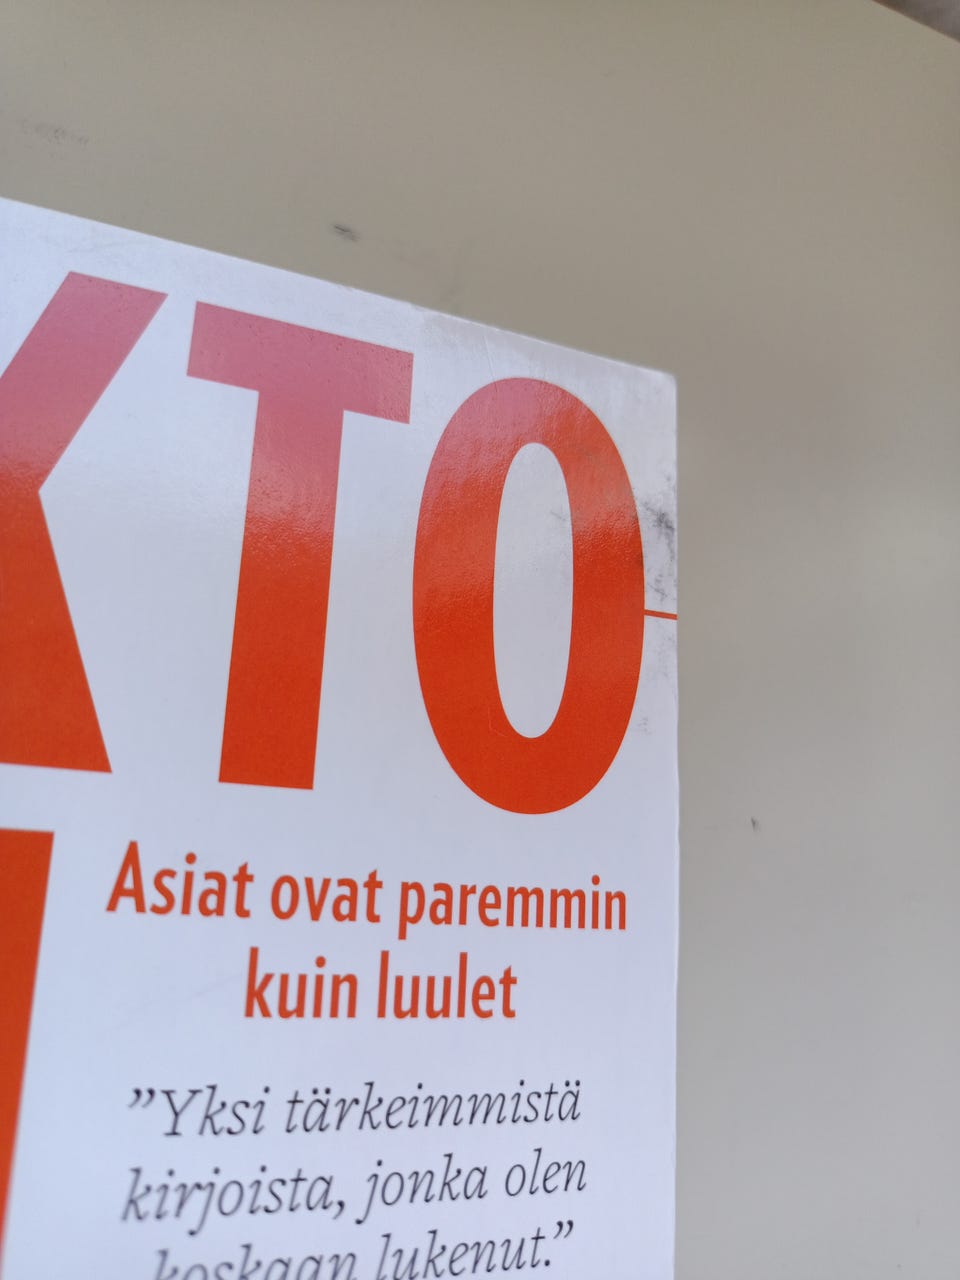 KTO
Asiat ovat paremmin
kuin luulet
”Yksi tärkeimmistä
kirjoista, jonka olen
koskaan lukenut.”